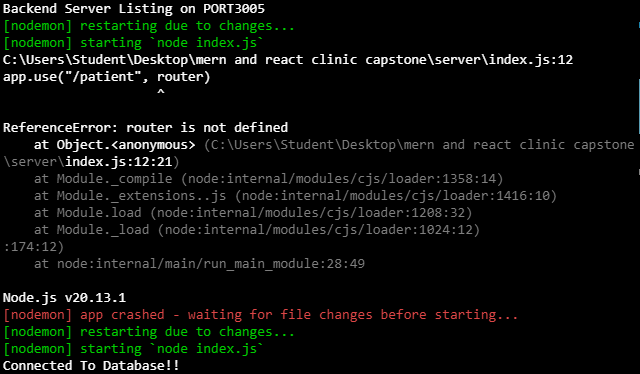 Backend Server Listing on PORT3005
[nodemon] restarting due to changes...
[nodemon] starting `node index.js`
C:\Users\Student\Desktop\mern and react clinic capstone\server\index.js:12
app.use("/patient", router)
^
ReferenceError: router is not defined
at Object.<anonymous> (C:\Users\Student\Desktop\mern and react clinic capstone
\server\index.js:12:21)
at Module._compile (node:internal/modules/cjs/loader:1358:14)
at Module._extensions..js (node:internal/modules/cjs/loader:1416:10)
at Module.load (node:internal/modules/cjs/loader:1208:32)
at Module._load (node:internal/modules/cjs/loader:1024:12)
:174:12)
at node:internal/main/run_main_module:28:49
Node.js v20.13.1
[nodemon] app crashed - waiting for file changes before starting...
[nodemon] restarting due to changes...
[nodemon] starting `node index.js`
Connected To Database!!